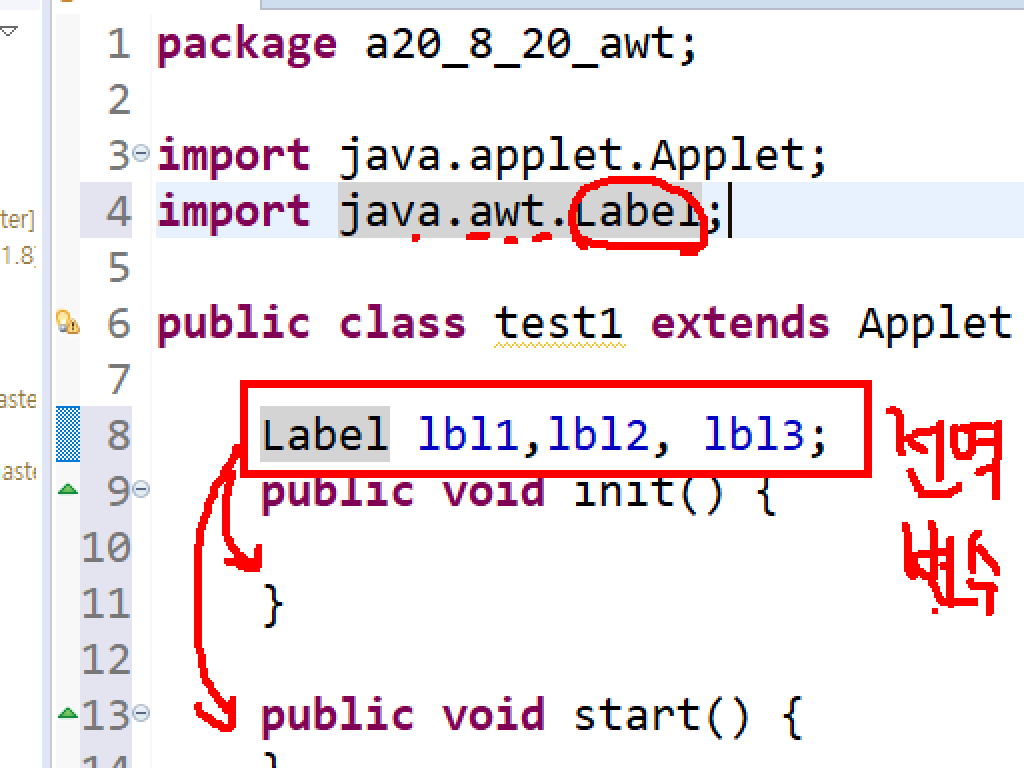 1 package a20_8_20_awt;
2
3 import java.applet.Applet;
4 import java.awt.Label;
ter]
1.8]
5
6 public class test1 extends Applet
7
aste
8 Label lbl1,lbl2, lbl3;
전역
aste
9 public void init() {
10
변수
11 }
12
13 public void start() {
14 }